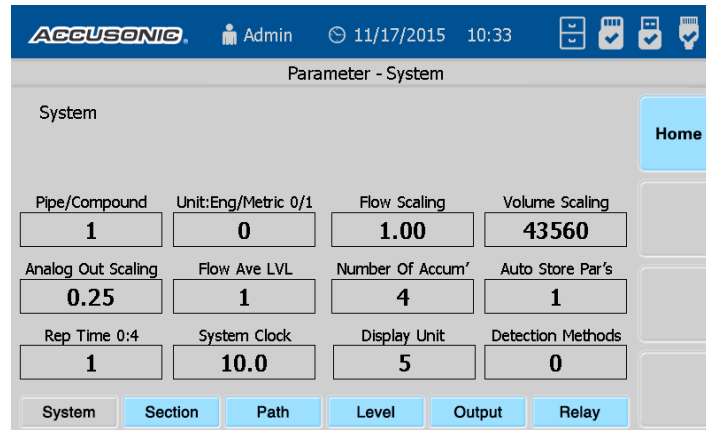 ACCUSONIC. Admin 11/17/2015 10:33
Parameter - System
System
Home
Pipe/Compound Unit:Eng/Metric 0/1 Flow Scaling Volume Scaling
1 0 1.00 43560
Analog Out Scaling Flow Ave LVL Number Of Accum' Auto Store Par's
0.25 1 4 1
Rep Time 0:4 System Clock Display Unit Detection Methods
1 10.0 5 0
System Section Path Level Output Relay